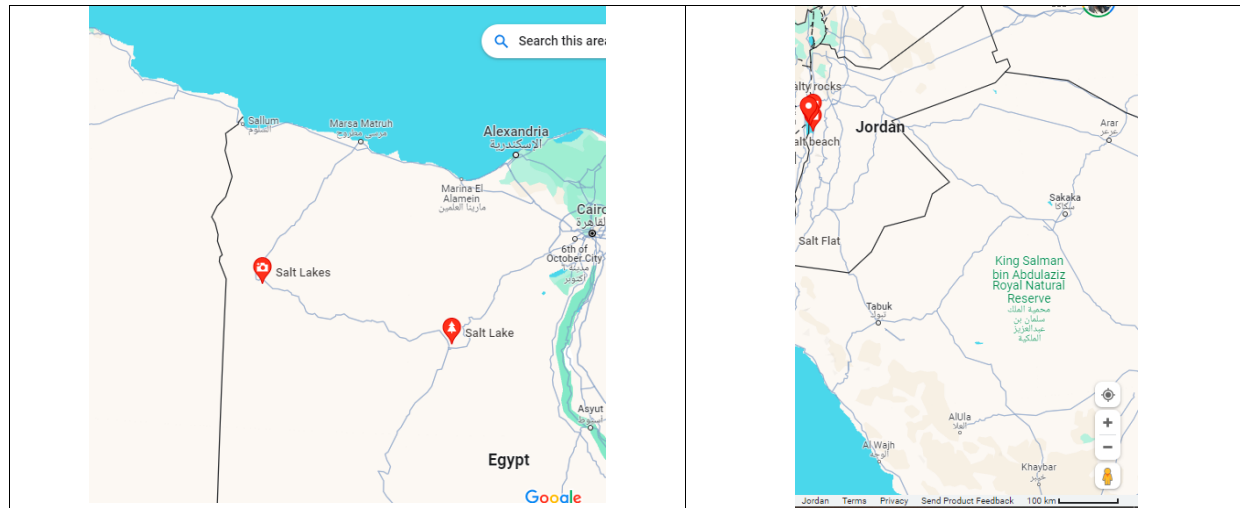 Search this area
Sallum
السلوم
Marsa Matruh
مرسى مطروح
Alexandria
الإسكندرية
Marina El
Alamein
مارينا العلمين
Cairo
القاهرة
6th of
October City
مدينة 6
أكتوبر
Salt Lakes
Salt Lake
Asyut
أسيوط
Egypt
Google
alty rocks
Jordan
alt beach
Arar
عرعر
Sakaka
سكاكا
Salt Flat
King Salman
bin Abdulaziz
Royal Natural
Reserve
محمية الملك
سلمان بن
عبدالعزيز
الملكية
Tabuk
تبوك
AlUla
العلا
Al Wajh
الوجه
Khaybar
خيبر
Jordan Terms Privacy Send Product Feedback 100 km